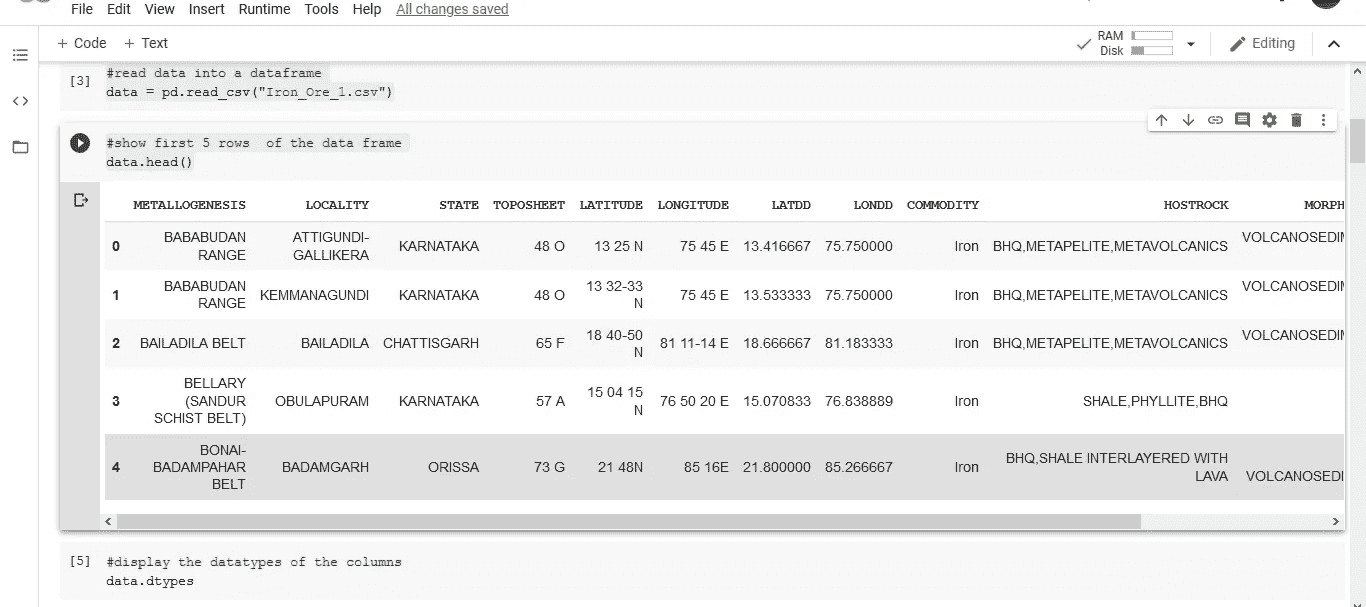 File Edit View Insert Runtime Tools Help All changes saved
+ Code + Text RAM Disk Editing
[3] #read data into a dataframe
data = pd.read_csv("Iron_Ore_1.csv")
#show first 5 rows  of the data frame
data.head()
METALLOGENESIS LOCALITY STATE TOPOSHEET LATITUDE LONGITUDE LATDD LONDD COMMODITY HOSTROCK MORPH
0 BABABUDAN RANGE ATTIGUNDI-GALLIKERA KARNATAKA 48 O 13 25 N 75 45 E 13.416667 75.750000 Iron BHQ,METAPELITE,METAVOLCANICS VOLCANOSEDIM
1 BABABUDAN RANGE KEMMANAGUNDI KARNATAKA 48 O 13 32-33 N 75 45 E 13.533333 75.750000 Iron BHQ,METAPELITE,METAVOLCANICS VOLCANOSEDIM
2 BAILADILA BELT BAILADILA CHATTISGARH 65 F 18 40-50 N 81 11-14 E 18.666667 81.183333 Iron BHQ,METAPELITE,METAVOLCANICS VOLCANOSEDIM
3 BELLARY (SANDUR SCHIST BELT) OBULAPURAM KARNATAKA 57 A 15 04 15 N 76 50 20 E 15.070833 76.838889 Iron SHALE,PHYLLITE,BHQ
4 BONAI-BADAMPAHAR BELT BADAMGARH ORISSA 73 G 21 48N 85 16E 21.800000 85.266667 Iron BHQ,SHALE INTERLAYERED WITH LAVA VOLCANOSEDI
[5] #display the datatypes of the columns
data.dtypes